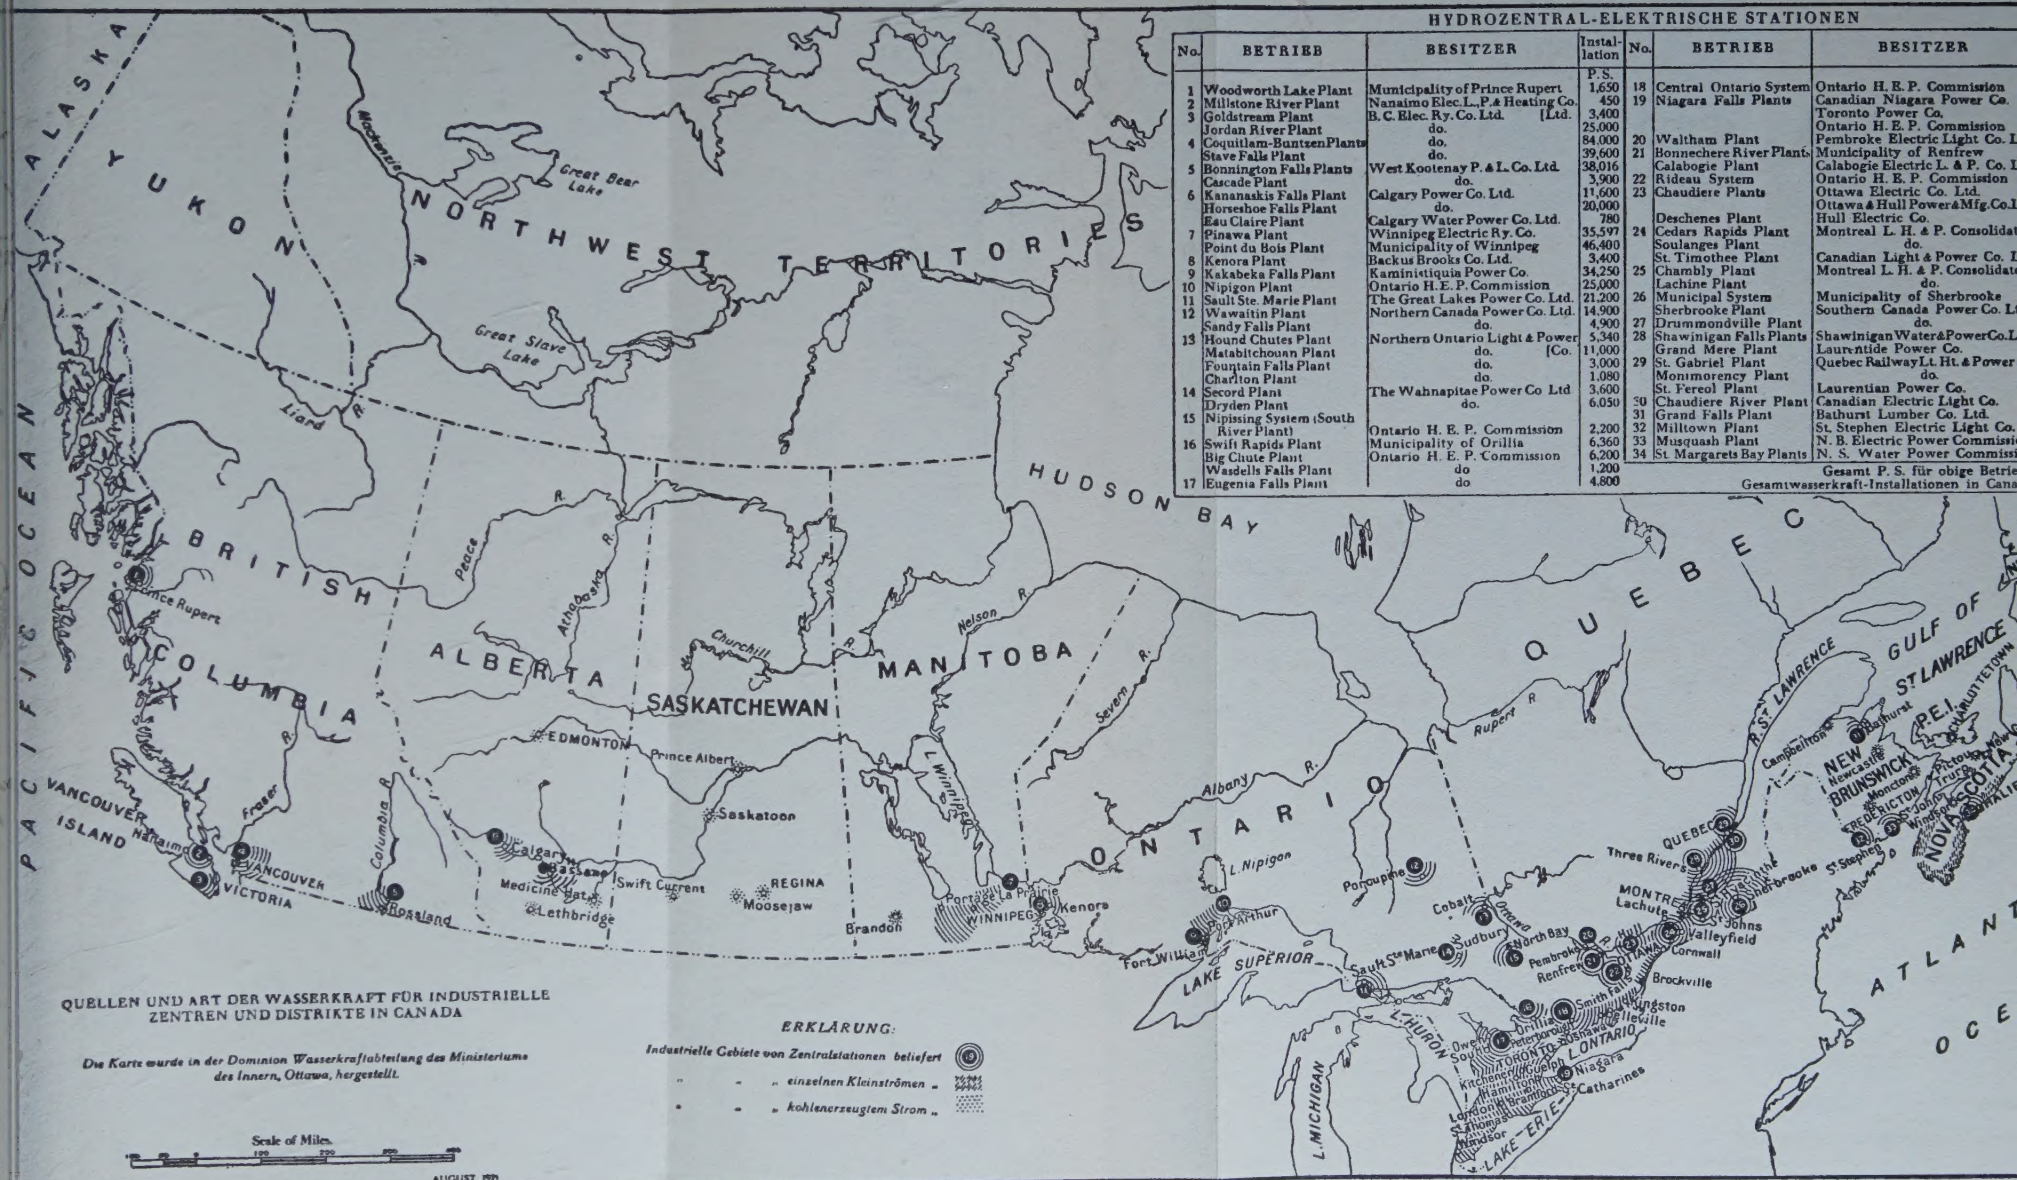 HYDROZENTRAL-ELEKTRISCHE STATIONEN
No. BETRIEB BESITZER Instal-lation No. BETRIEB BESITZER
P.S.
1 Woodworth Lake Plant Municipality of Prince Rupert 1,650
2 Millstone River Plant Nanaimo Elec. L., P. & Heating Co. 450
3 Goldstream Plant B. C. Elec. Ry. Co. Ltd. [Ltd. 3,400
Jordan River Plant do. 25,000
4 Coquitlam-Buntzen Plants do. 84,000
Stave Falls Plant do. 39,600
5 Bonnington Falls Plants West Kootenay P. & L. Co. Ltd. 38,016
Cascade Plant do. 3,900
6 Kananaskis Falls Plant Calgary Power Co. Ltd. 11,600
Horseshoe Falls Plant do. 20,000
Eau Claire Plant Calgary Water Power Co. Ltd. 780
7 Pinawa Plant Winnipeg Electric Ry. Co. 35,597
Point du Bois Plant Municipality of Winnipeg 46,400
8 Kenora Plant Backus Brooks Co. Ltd. 3,400
9 Kakabeka Falls Plant Kaministiquia Power Co. 34,250
10 Nipigon Plant Ontario H. E. P. Commission 25,000
11 Sault Ste. Marie Plant The Great Lakes Power Co. Ltd. 21,200
12 Wawaitin Plant Northern Canada Power Co. Ltd. 14,900
Sandy Falls Plant do. 4,900
13 Hound Chutes Plant Northern Ontario Light & Power 5,340
Matabitchouan Plant do. [Co. 11,000
Fountain Falls Plant do. 3,000
Charlton Plant do. 1,080
14 Secord Plant The Wahnapitae Power Co Ltd 3,600
Dryden Plant do. 6,050
15 Nipissing System (South
River Plant) Ontario H. E. P. Commission 2,200
16 Swift Rapids Plant Municipality of Orillia 6,360
Big Chute Plant Ontario H. E. P. Commission 6,200
Wasdells Falls Plant do 1,200
17 Eugenia Falls Plant do 4,800
18 Central Ontario System Ontario H. E. P. Commission
19 Niagara Falls Plants Canadian Niagara Power Co.
Toronto Power Co.
Ontario H. E. P. Commission
20 Waltham Plant Pembroke Electric Light Co. L
21 Bonnechere River Plants Municipality of Renfrew
Calabogie Plant Calabogie Electric L. & P. Co. L
22 Rideau System Ontario H. E. P. Commission
23 Chaudiere Plants Ottawa Electric Co. Ltd.
Ottawa & Hull Power & Mfg. Co. L
Deschenes Plant Hull Electric Co.
24 Cedars Rapids Plant Montreal L. H. & P. Consolidat
Soulanges Plant do.
St. Timothee Plant Canadian Light & Power Co. L
25 Chambly Plant Montreal L. H. & P. Consolidate
Lachine Plant do.
26 Municipal System Municipality of Sherbrooke
Sherbrooke Plant Southern Canada Power Co. Lt
27 Drummondville Plant do.
28 Shawinigan Falls Plants Shawinigan Water & Power Co. L
Grand Mere Plant Laurentide Power Co.
29 St. Gabriel Plant Quebec Railway Lt. Ht. & Power
Montmorency Plant do.
St. Fereol Plant Laurentian Power Co.
30 Chaudiere River Plant Canadian Electric Light Co.
31 Grand Falls Plant Bathurst Lumber Co. Ltd.
32 Milltown Plant St. Stephen Electric Light Co.
33 Musquash Plant N. B. Electric Power Commissi
34 St. Margarets Bay Plants N. S. Water Power Commiss
Gesamt P. S. für obige Betrie
Gesamtwasserkraft-Installationen in Cana
ALASKA
YUKON
Mackenzie
R
Great Bear
Lake
NORTHWEST TERRITORIES
Great Slave
Lake
Liard R.
PACIFIC OCEAN
HUDSON BAY
BRITISH
COLUMBIA
Prince Rupert
Peace R.
Athabaska R.
ALBERTA
Churchill R.
SASKATCHEWAN
Nelson R.
MANITOBA
Severn R.
QUEBEC
Rupert R.
R. ST LAWRENCE
GULF OF
ST LAWRENCE
EDMONTON
Prince Albert
Saskatoon
L. Winnipeg
Albany R.
ONTARIO
VANCOUVER
ISLAND
Nanaimo
Fraser R.
VANCOUVER
VICTORIA
Columbia R.
Rossland
Calgary
Bassano
Medicine Hat
Lethbridge
Swift Current
REGINA
Moosejaw
Brandon
Portage La Prairie
WINNIPEG
Kenora
L. Nipigon
Port Arthur
Fort William
LAKE SUPERIOR
Porcupine
Cobalt
Sudbury
Sault Ste Marie
North Bay
Ottawa R.
Pembroke
Renfrew
Hull
OTTAWA
Smith Falls
Brockville
Cornwall
Valleyfield
St Johns
Kingston
Belleville
Orillia
Peterborough
Oshawa
TORONTO
L. ONTARIO
Owen
Sound
L. HURON
Kitchener
Guelph
Hamilton
Brantford
Niagara
St Catharines
London
St Thomas
Windsor
LAKE ERIE
L. MICHIGAN
QUEBEC
Three Rivers
MONTRE
Lachute
Sherbrooke
Campbellton
Bathurst
NEW
BRUNSWICK
Newcastle
Moncton
FREDERICTON
St John
St Stephen
P.E.I.
CHARLOTTETOWN
Pictou
Truro
Windsor
NOVA SCOTIA
ATLANT
OCE
QUELLEN UND ART DER WASSERKRAFT FÜR INDUSTRIELLE
ZENTREN UND DISTRIKTE IN CANADA
Die Karte wurde in der Dominion Wasserkraftabteilung des Ministeriums
des Innern, Ottawa, hergestellt.
ERKLÄRUNG:
Industrielle Gebiete von Zentralstationen beliefert 19
" " " einzelnen Kleinströmen "
" " " kohlenerzeugtem Strom "
Scale of Miles.
100 50 0 100 200 300 400